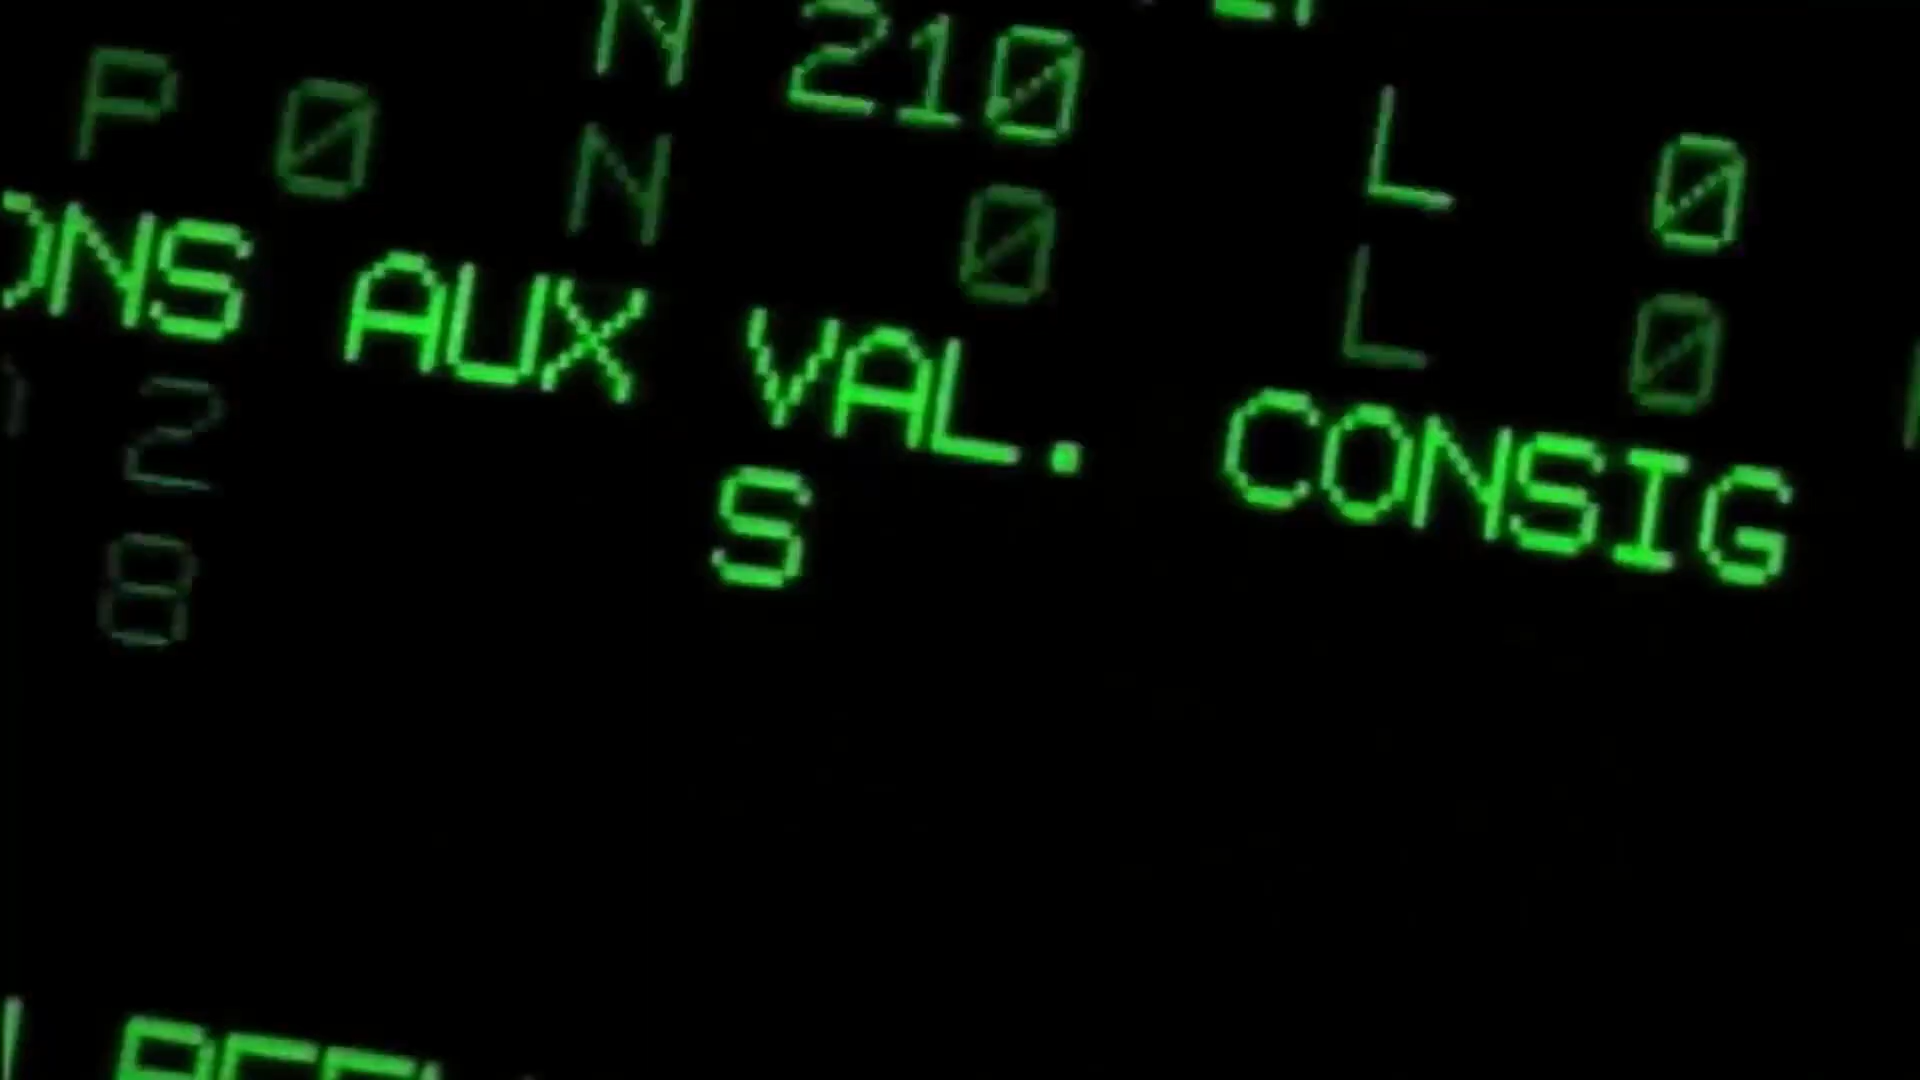 N 210 L 0
P 0 N 0 L 0
ONS AUX VAL. CONSIG
2 S
8